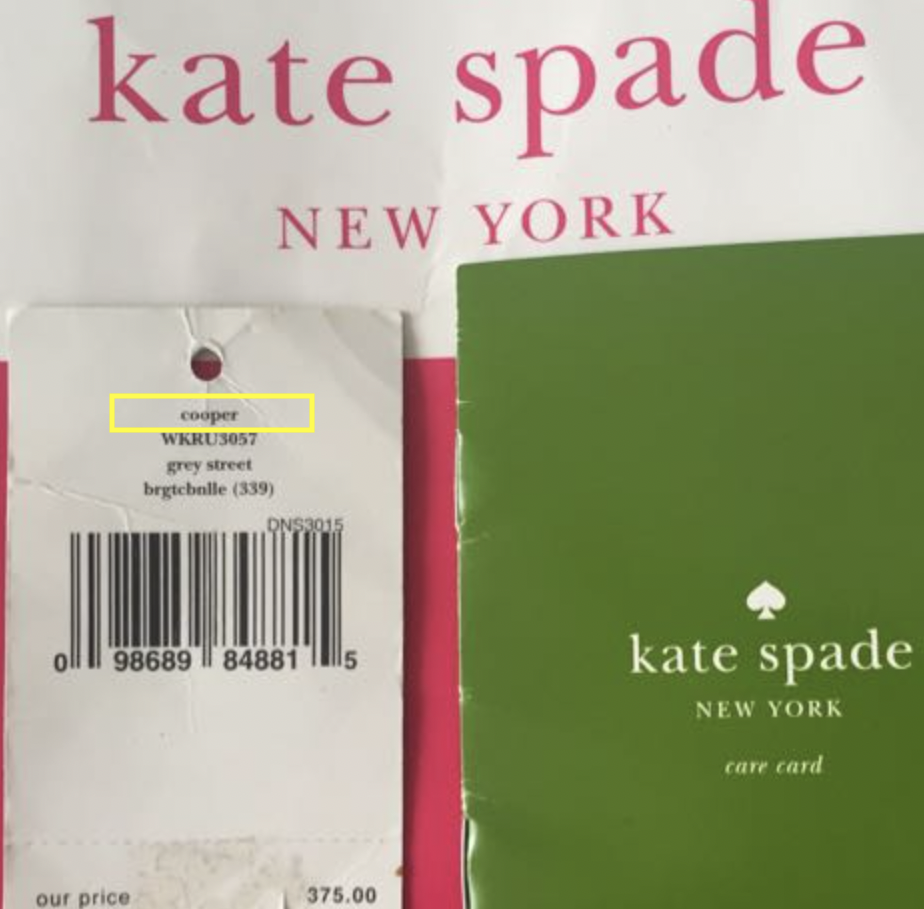 kate spade
NEW YORK
cooper
WKRU3057
grey street
brgtcbnlle (339)
DNS3015
0 98689 84881 5
our price 375.00
kate spade
NEW YORK
care card